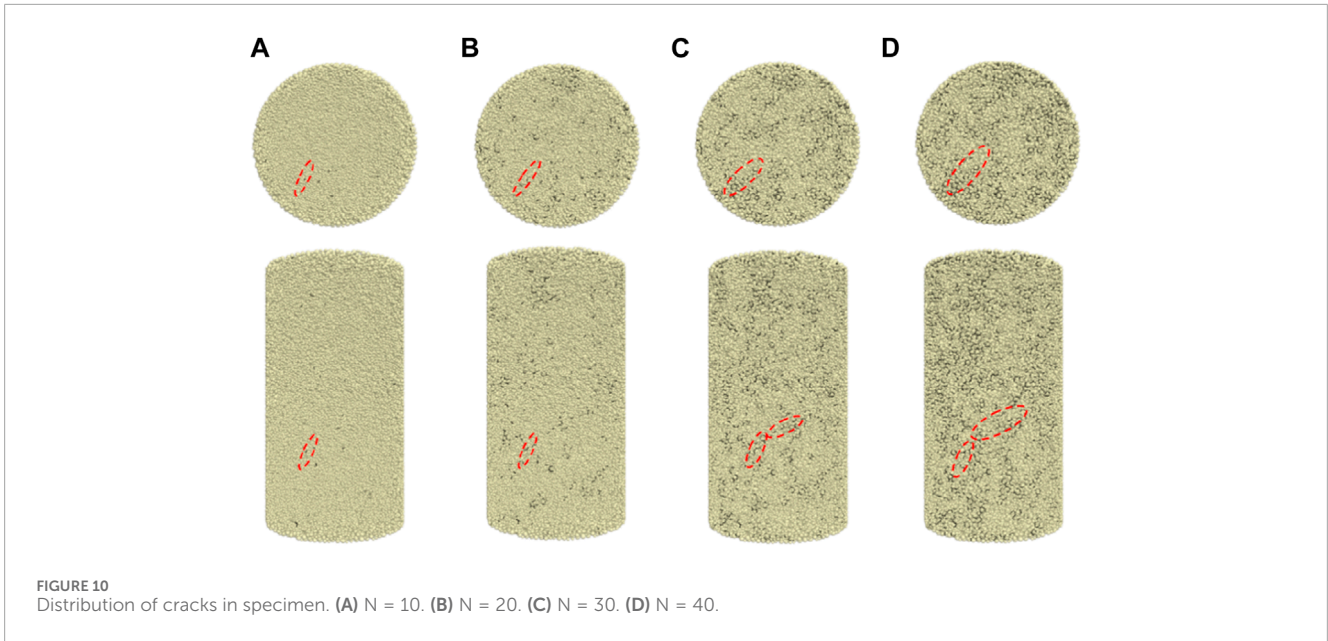 A
B
C
D
FIGURE 10
Distribution of cracks in specimen. (A) N = 10. (B) N = 20. (C) N = 30. (D) N = 40.